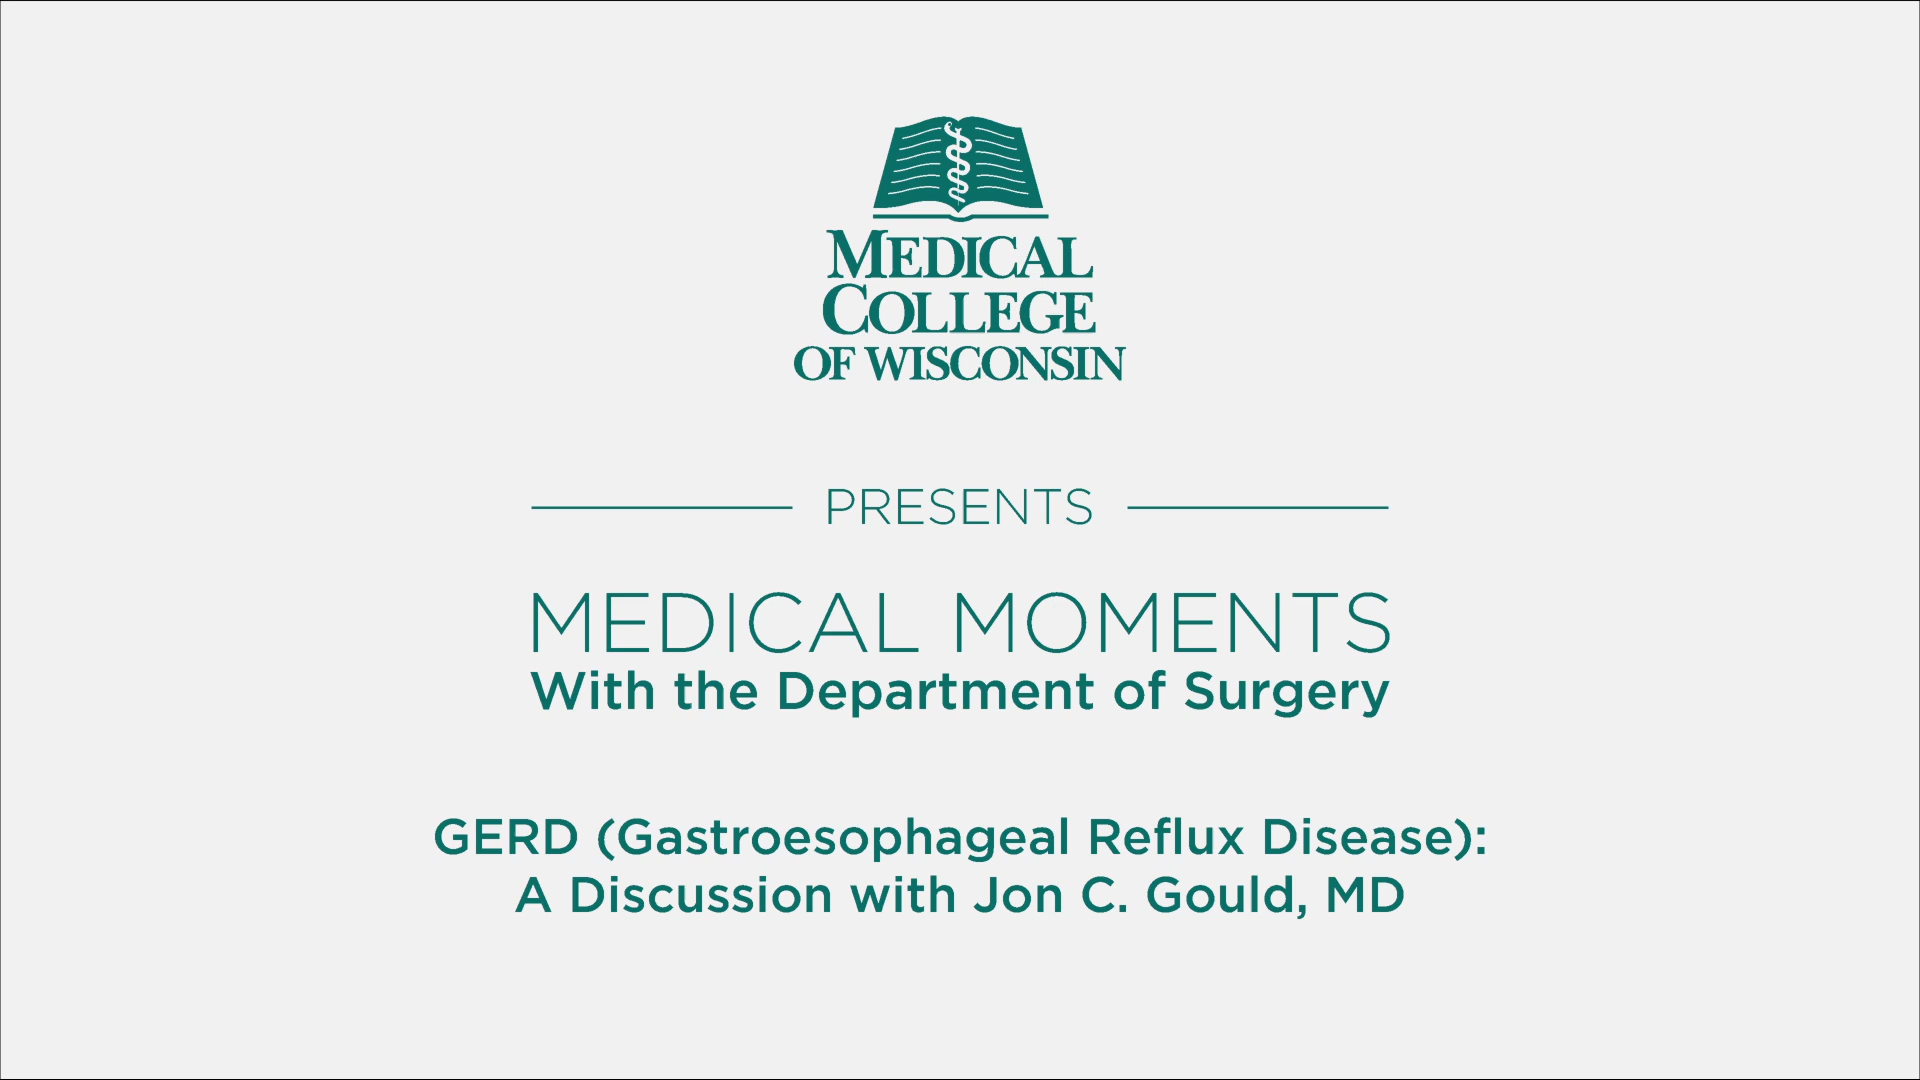 MEDICAL
COLLEGE
OF WISCONSIN
PRESENTS
MEDICAL MOMENTS
With the Department of Surgery
GERD (Gastroesophageal Reflux Disease):
A Discussion with Jon C. Gould, MD